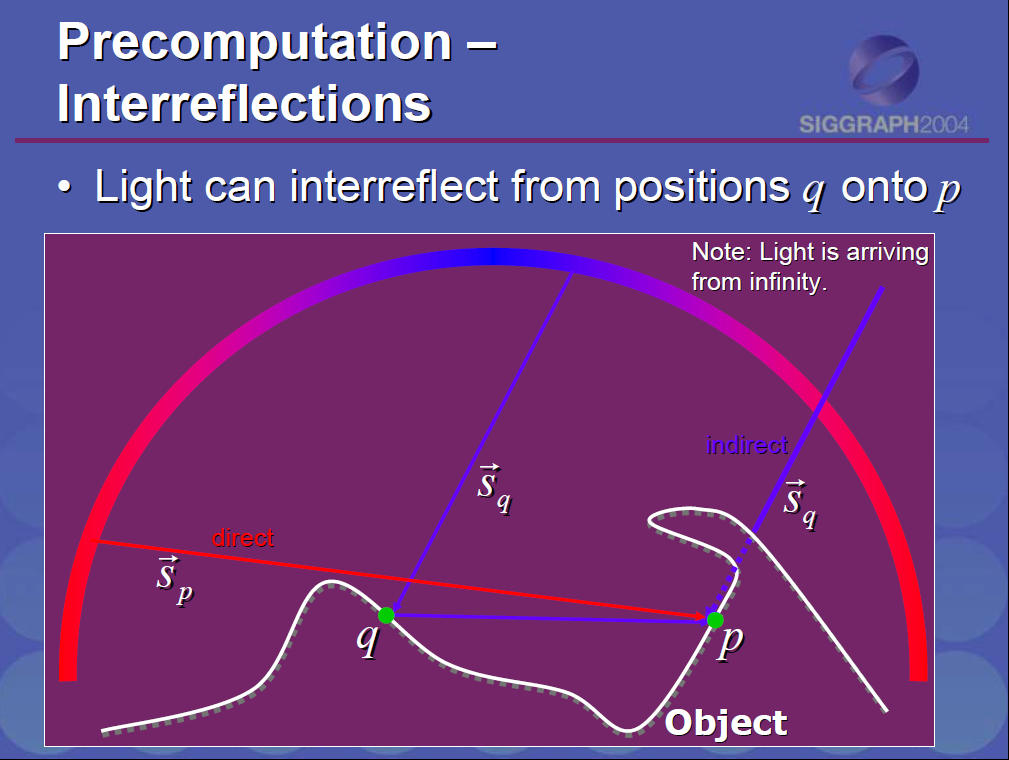 Precomputation –
Interreflections
SIGGRAPH2004
• Light can interreflect from positions q onto p
Note: Light is arriving
from infinity.
indirect
s⃗q
s⃗q
direct
s⃗p
q
p
Object